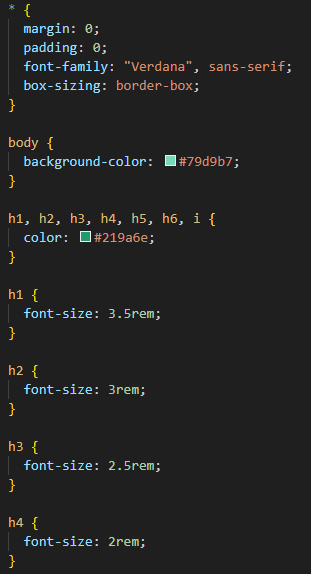 * {
  margin: 0;
  padding: 0;
  font-family: "Verdana", sans-serif;
  box-sizing: border-box;
}

body {
  background-color: #79d9b7;
}

h1, h2, h3, h4, h5, h6, i {
  color: #219a6e;
}

h1 {
  font-size: 3.5rem;
}

h2 {
  font-size: 3rem;
}

h3 {
  font-size: 2.5rem;
}

h4 {
  font-size: 2rem;
}